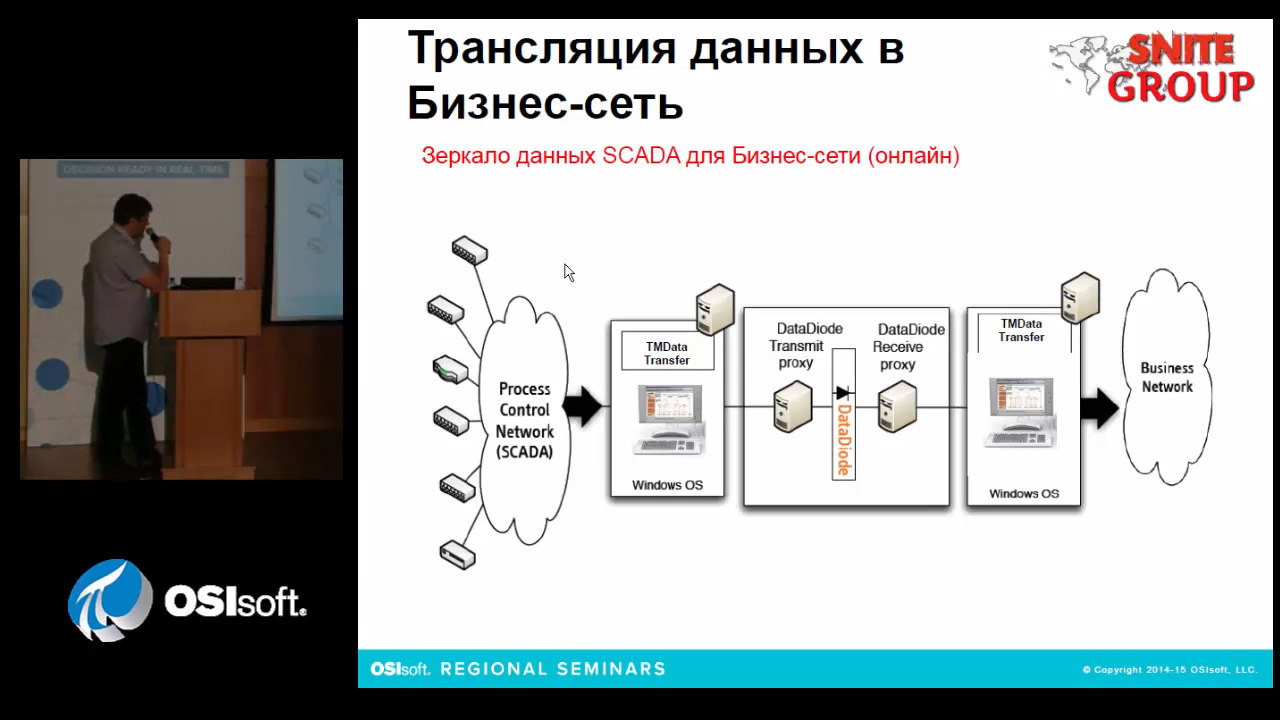 Трансляция данных в
Бизнес-сеть
SNITE
GROUP
Зеркало данных SCADA для Бизнес-сети (онлайн)
DECISION READY IN REAL TIME
Process
Control
Network
(SCADA)
TMData
Transfer
Windows OS
DataDiode
Transmit
proxy
DataDiode
DataDiode
Receive
proxy
TMData
Transfer
Windows OS
Business
Network
OSIsoft.
OSIsoft. REGIONAL SEMINARS
© Copyright 2014-15 OSIsoft, LLC.